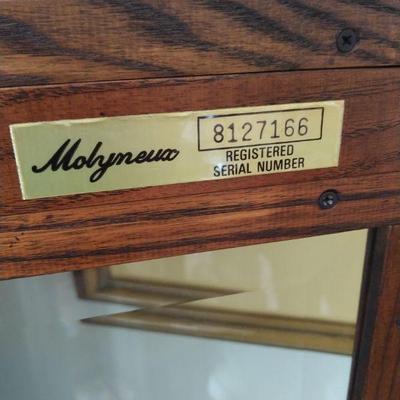 Molyneux
8127166
REGISTERED
SERIAL NUMBER